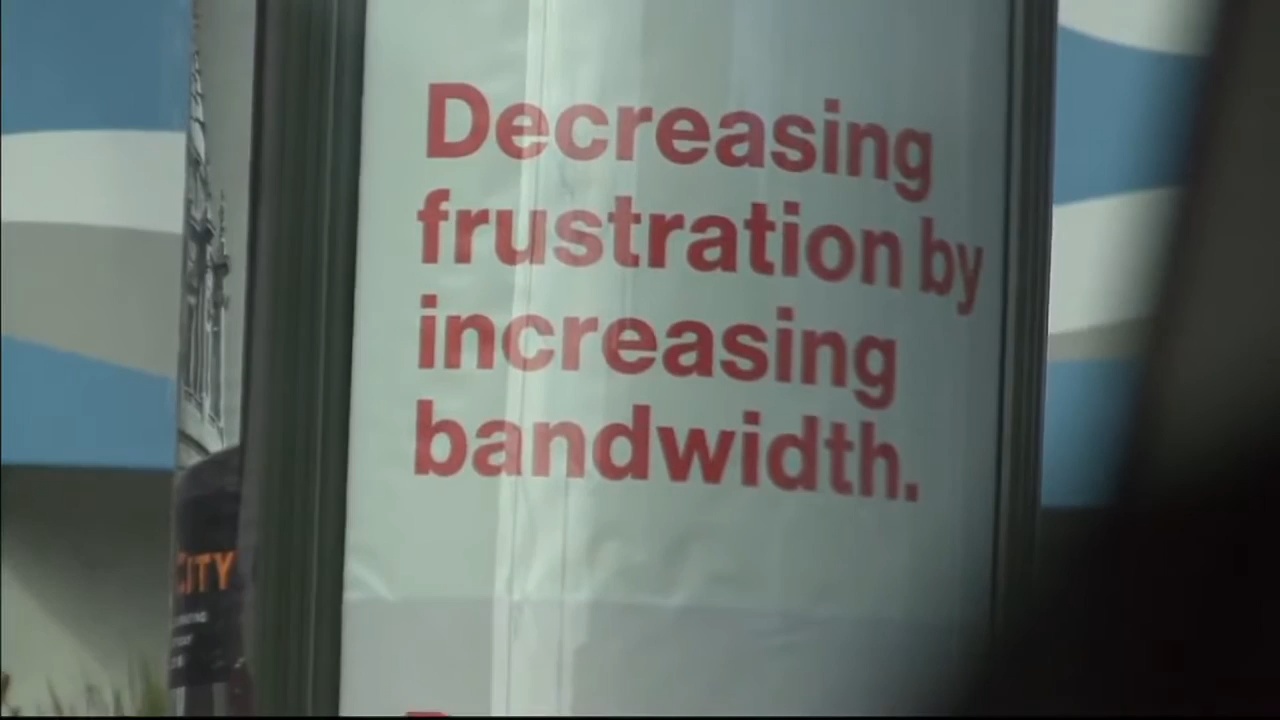 Decreasing
frustration by
increasing
bandwidth.
CITY